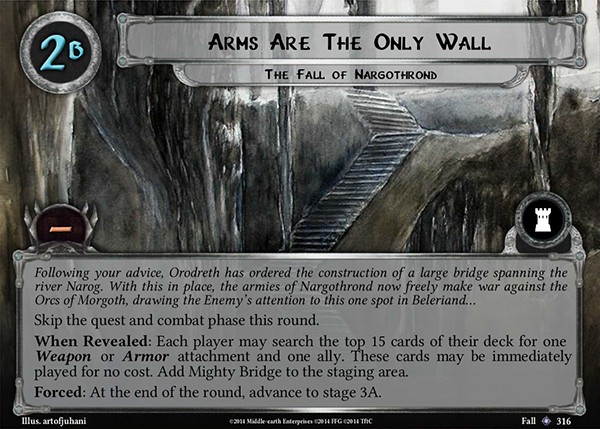 2B
Arms Are The Only Wall
The Fall of Nargothrond
–
Following your advice, Orodreth has ordered the construction of a large bridge spanning the
river Narog. With this in place, the armies of Nargothrond now freely make war against the
Orcs of Morgoth, drawing the Enemy's attention to this one spot in Beleriand...
Skip the quest and combat phase this round.
When Revealed: Each player may search the top 15 cards of their deck for one
Weapon or Armor attachment and one ally. These cards may be immediately
played for no cost. Add Mighty Bridge to the staging area.
Forced: At the end of the round, advance to stage 3A.
Illus. artofjuhani
©2014 Middle-earth Enterprises ©2014 FFG ©2014 TftC
Fall 316